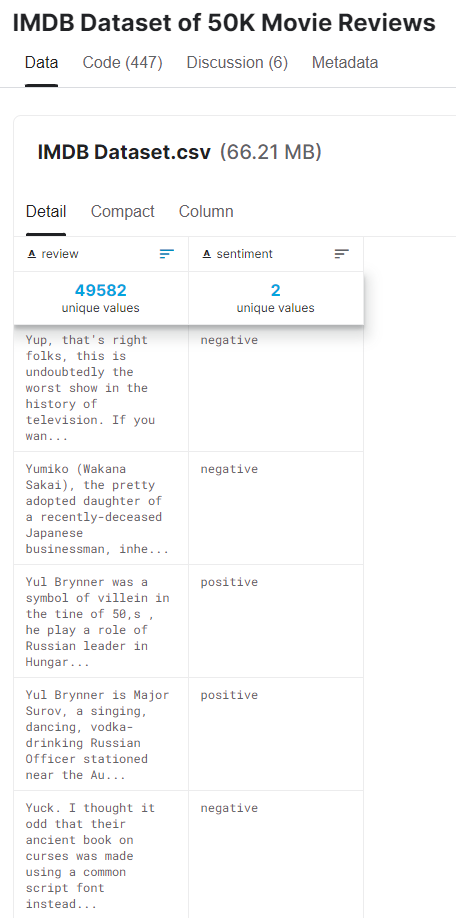 IMDB Dataset of 50K Movie Reviews
Data Code (447) Discussion (6) Metadata
IMDB Dataset.csv (66.21 MB)
Detail Compact Column
A review A sentiment
49582 2
unique values unique values
Yup, that's right negative
folks, this is
undoubtedly the
worst show in the
history of
television. If you
wan...
Yumiko (Wakana negative
Sakai), the pretty
adopted daughter of
a recently-deceased
Japanese
businessman, inhe...
Yul Brynner was a positive
symbol of villein in
the tine of 50,s ,
he play a role of
Russian leader in
Hungar...
Yul Brynner is Major positive
Surov, a singing,
dancing, vodka-
drinking Russian
Officer stationed
near the Au...
Yuck. I thought it negative
odd that their
ancient book on
curses was made
using a common
script font
instead...